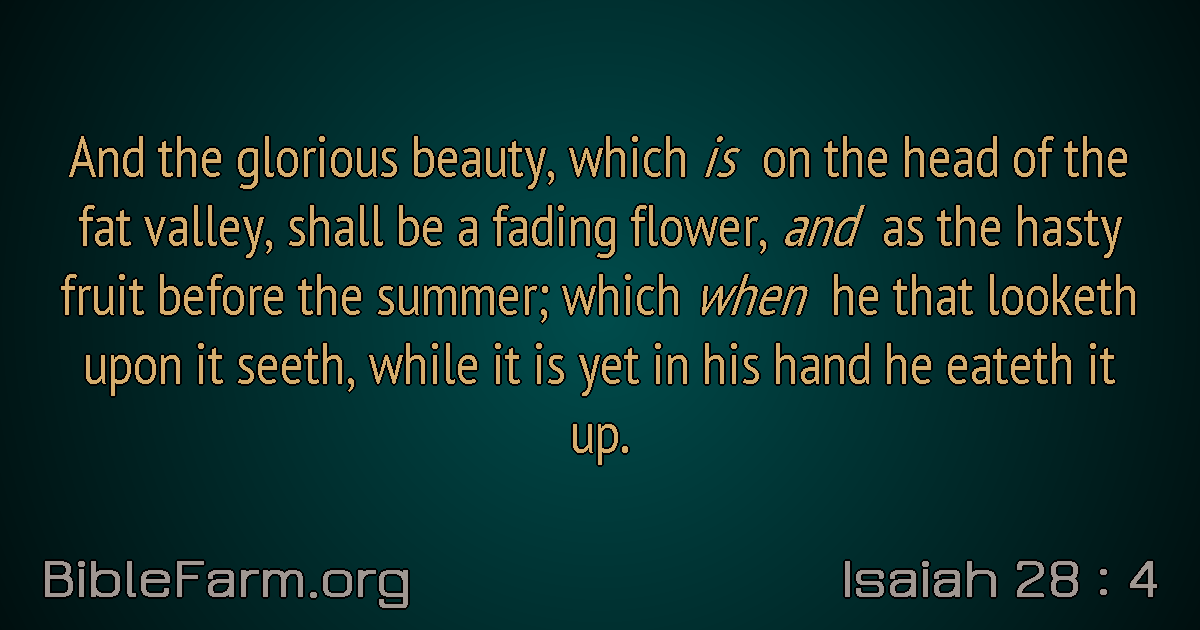 And the glorious beauty, which is on the head of the
fat valley, shall be a fading flower, and as the hasty
fruit before the summer; which when he that looketh
upon it seeth, while it is yet in his hand he eateth it
up.
BibleFarm.org
Isaiah 28 : 4